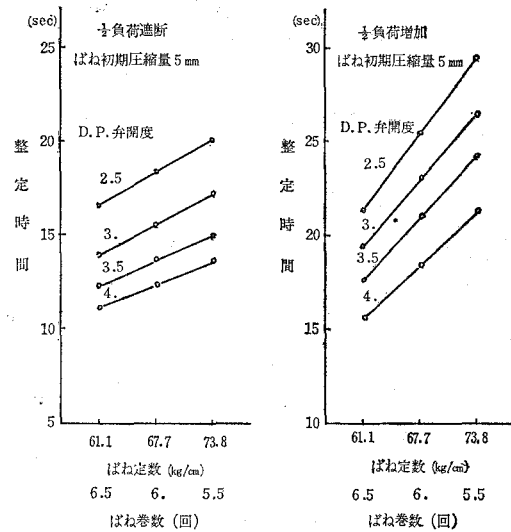 (sec)
½負荷遮断
ばね初期圧縮量5mm
D.P.弁開度
整定時間
25
20
15
10
5
2.5
3.
3.5
4.
61.1 67.7 73.8
ばね定数 (kg/cm)
6.5 6. 5.5
ばね巻数 (回)
(sec)
½負荷増加
ばね初期圧縮量5mm
D.P.弁開度
整定時間
30
25
20
15
10
2.5
3.
3.5
4.
61.1 67.7 73.8
ばね定数 (kg/cm)
6.5 6. 5.5
ばね巻数 (回)